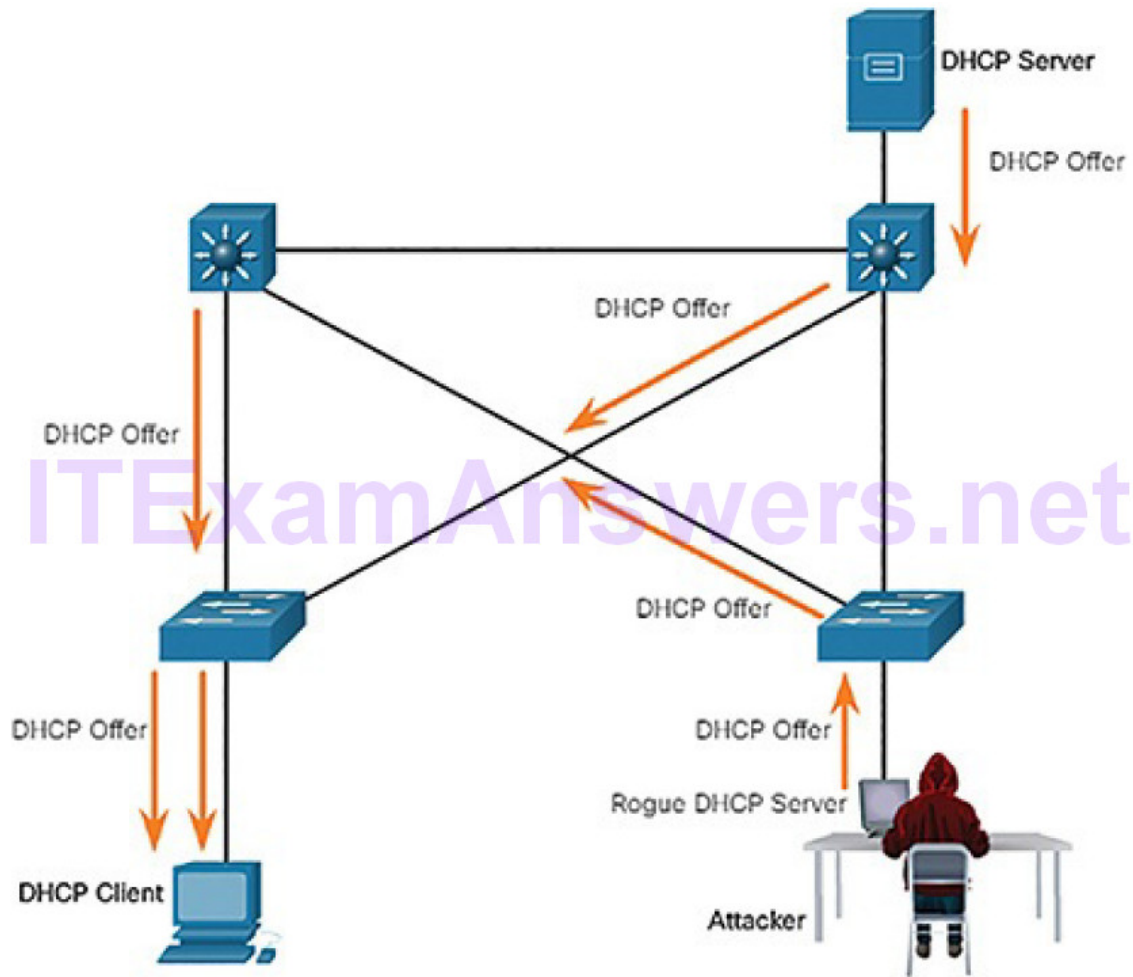 DHCP Server
DHCP Offer
DHCP Offer
DHCP Offer
ITExamAnswers.net
DHCP Offer
DHCP Offer
DHCP Offer
Rogue DHCP Server
DHCP Client
Attacker